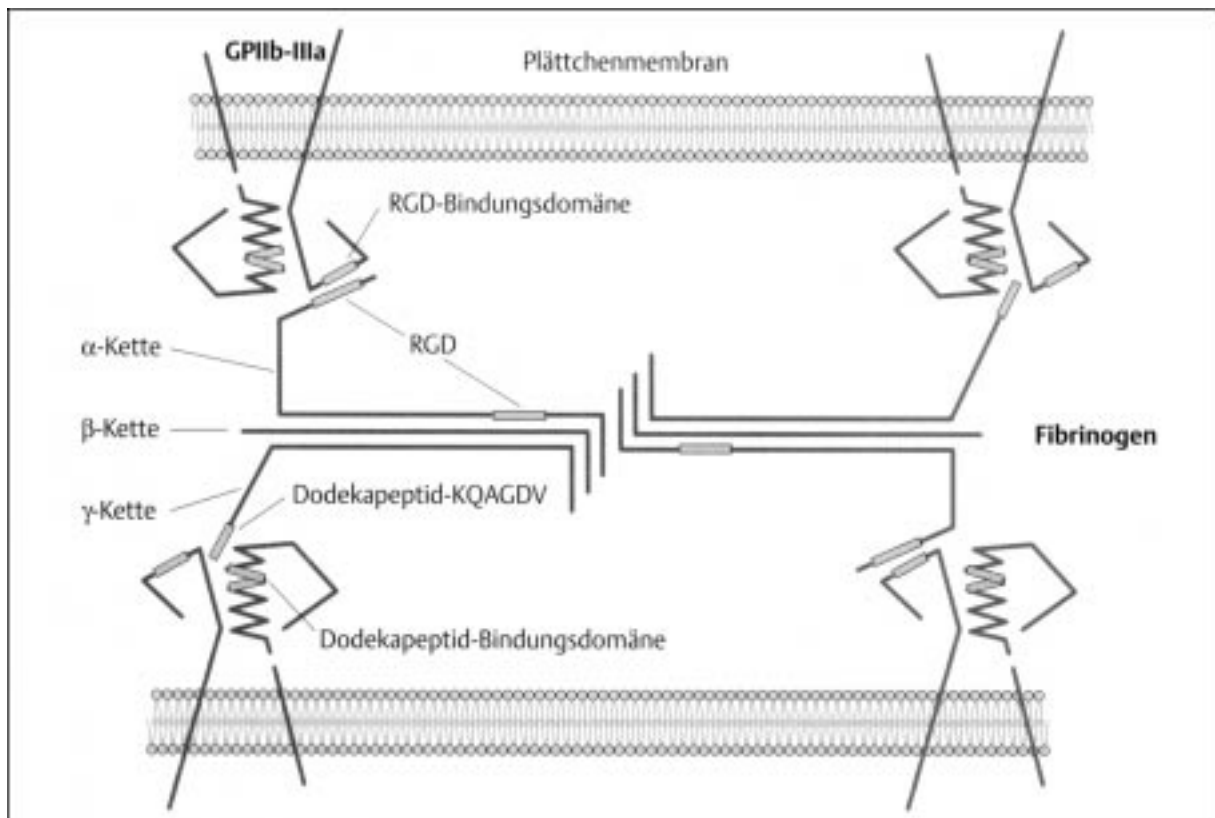 GPIIb-IIIa
Plättchenmembran
RGD-Bindungsdomäne
α-Kette
RGD
β-Kette
Fibrinogen
Dodekapeptid-KQAGDV
γ-Kette
Dodekapeptid-Bindungsdomäne